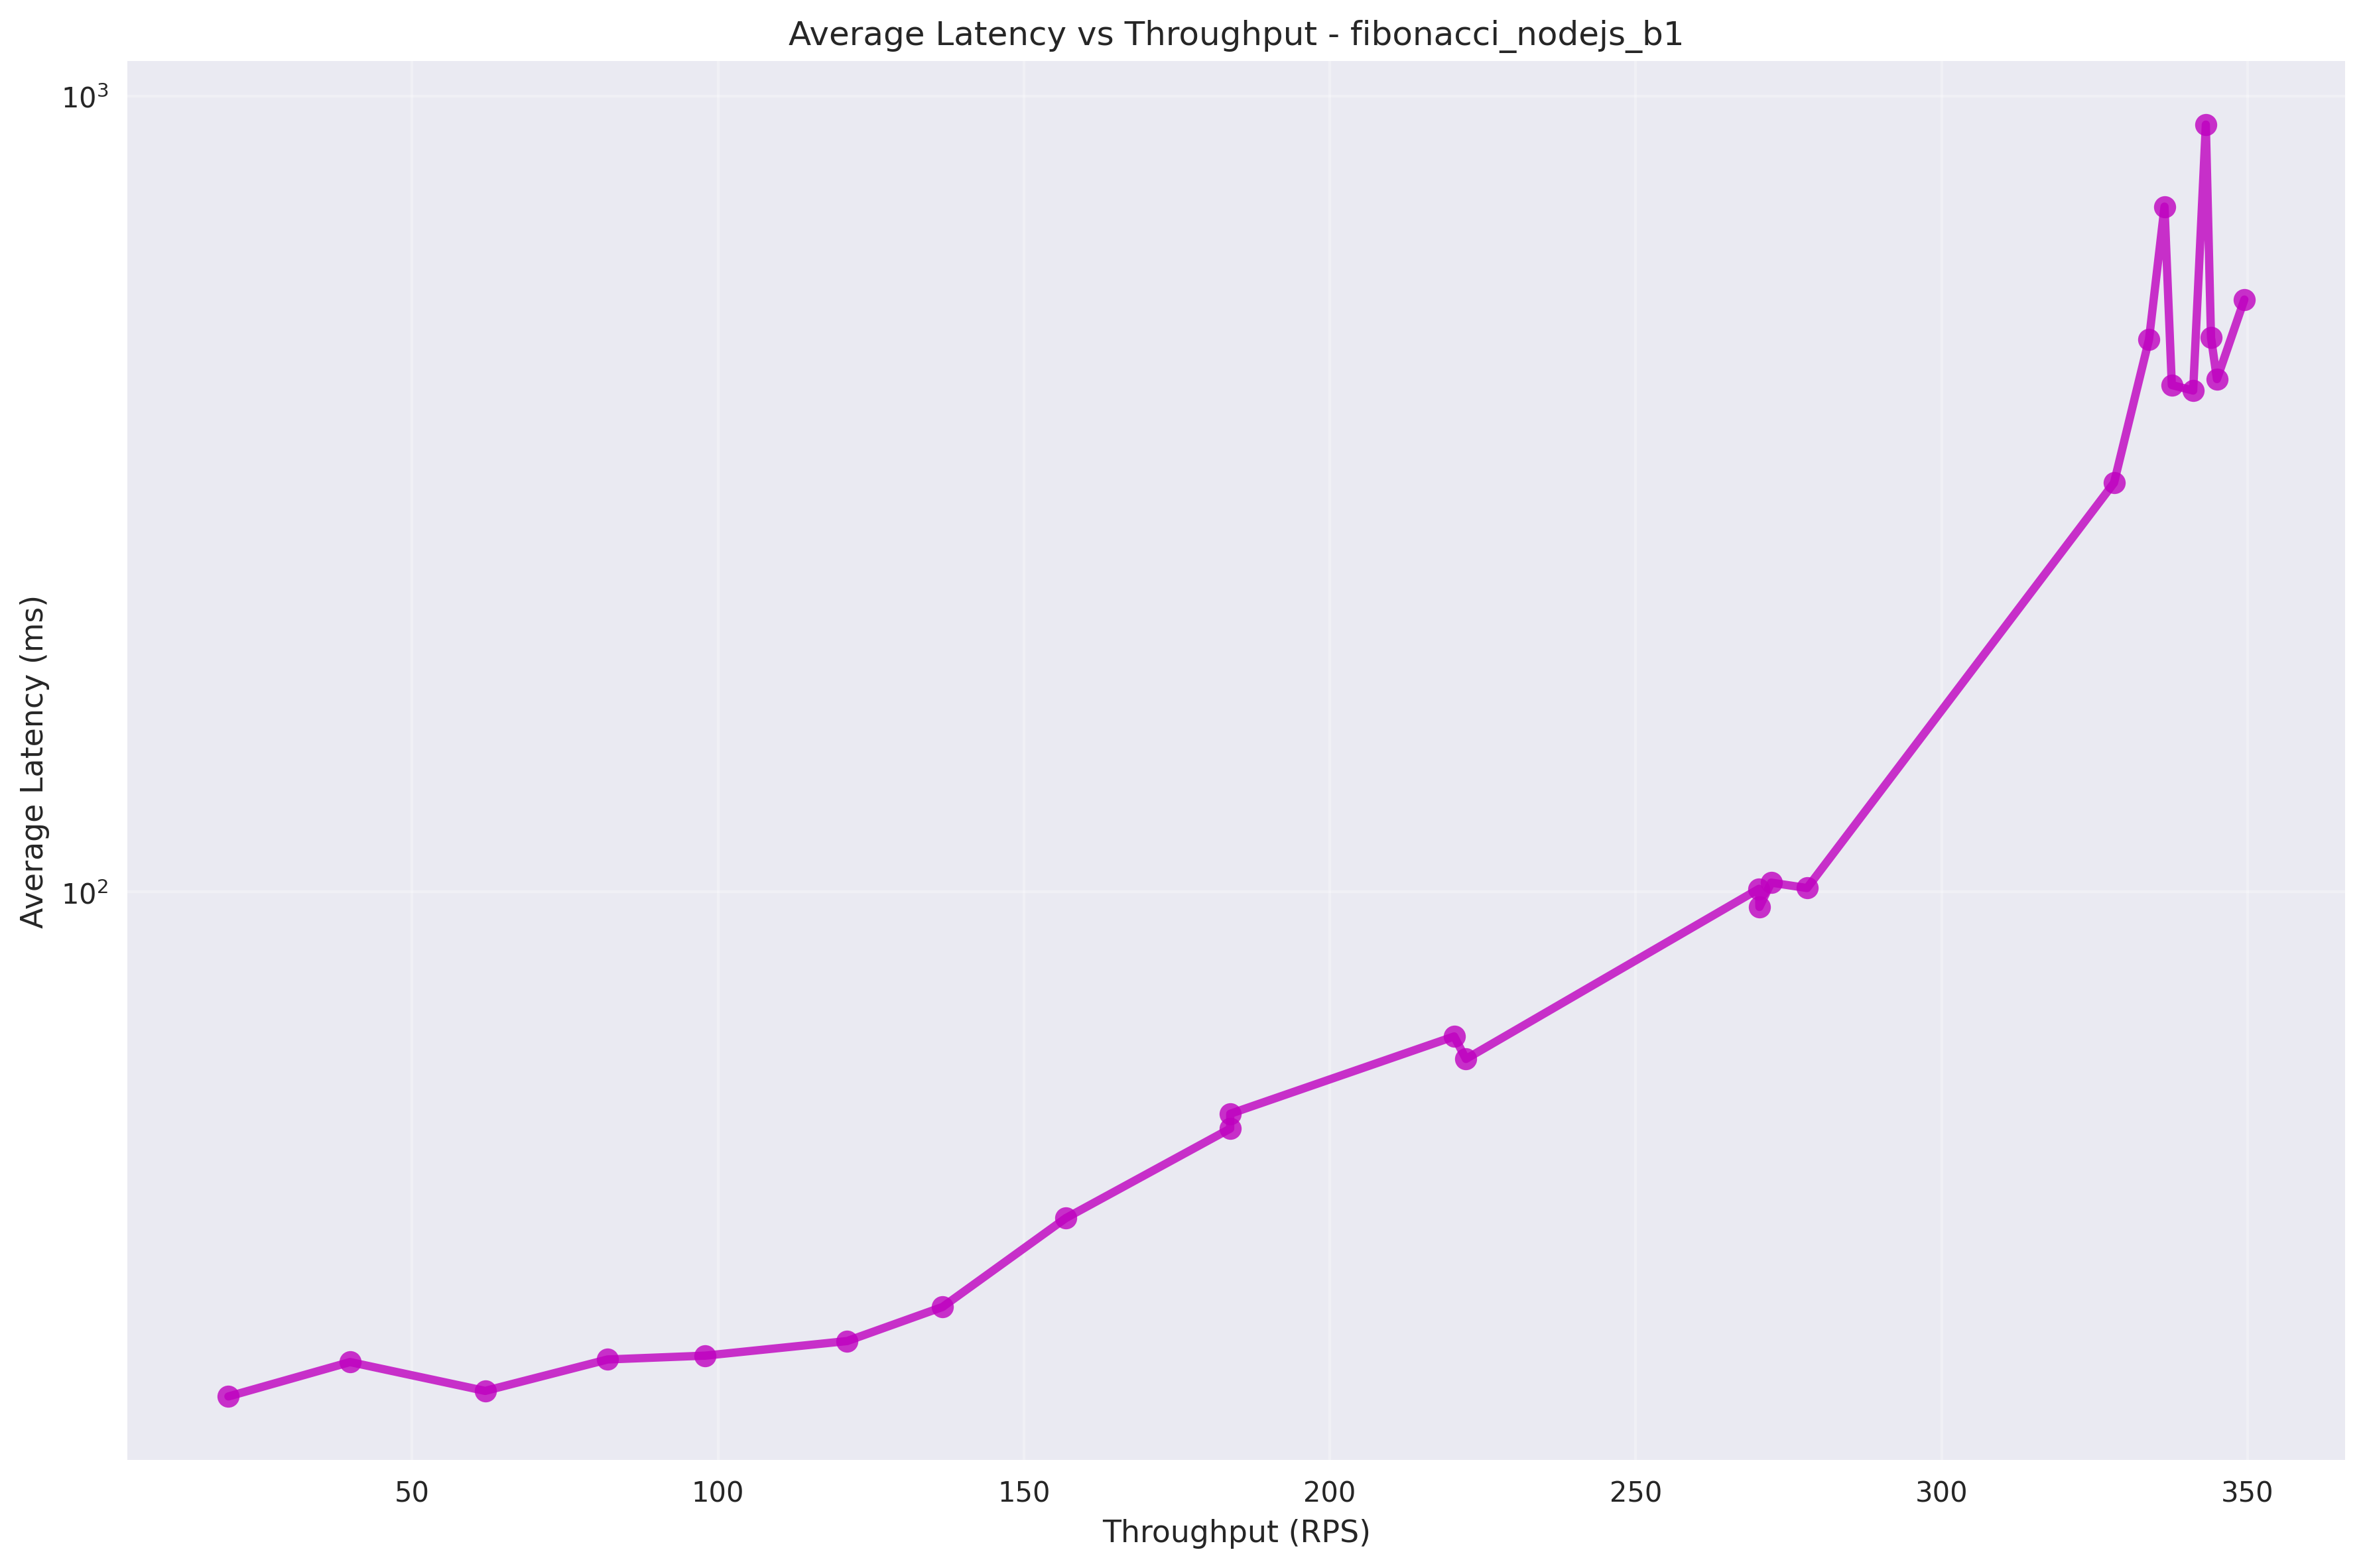 Average Latency vs Throughput - fibonacci_nodejs_b1
10³
10²
Average Latency (ms)
50 100 150 200 250 300 350
Throughput (RPS)